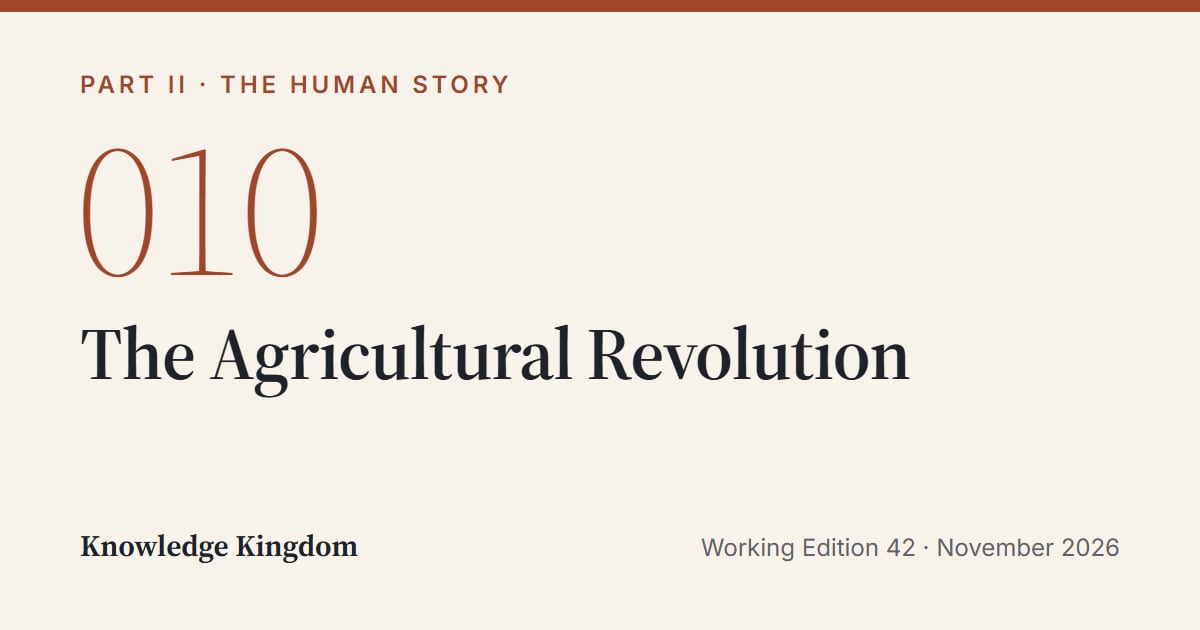 PART II · THE HUMAN STORY
010
The Agricultural Revolution
Knowledge Kingdom
Working Edition 42 · November 2026